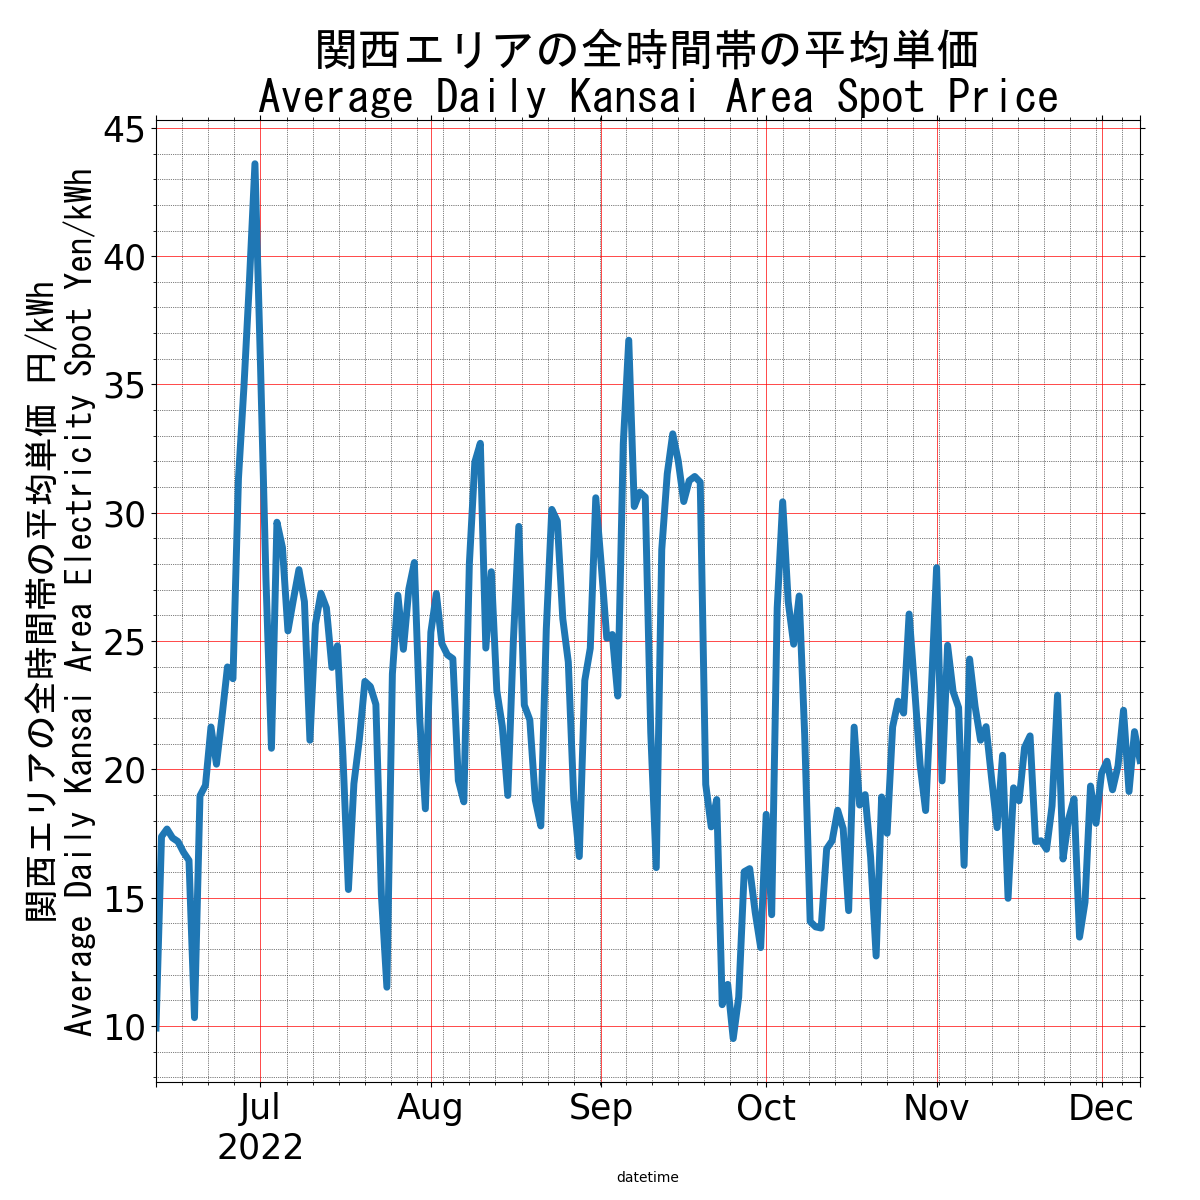 関西エリアの全時間帯の平均単価
Average Daily Kansai Area Spot Price
関西エリアの全時間帯の平均単価 円/kWh
Average Daily Kansai Area Electricity Spot Yen/kWh
45
40
35
30
25
20
15
10
Jul
2022
Aug
Sep
Oct
Nov
Dec
datetime